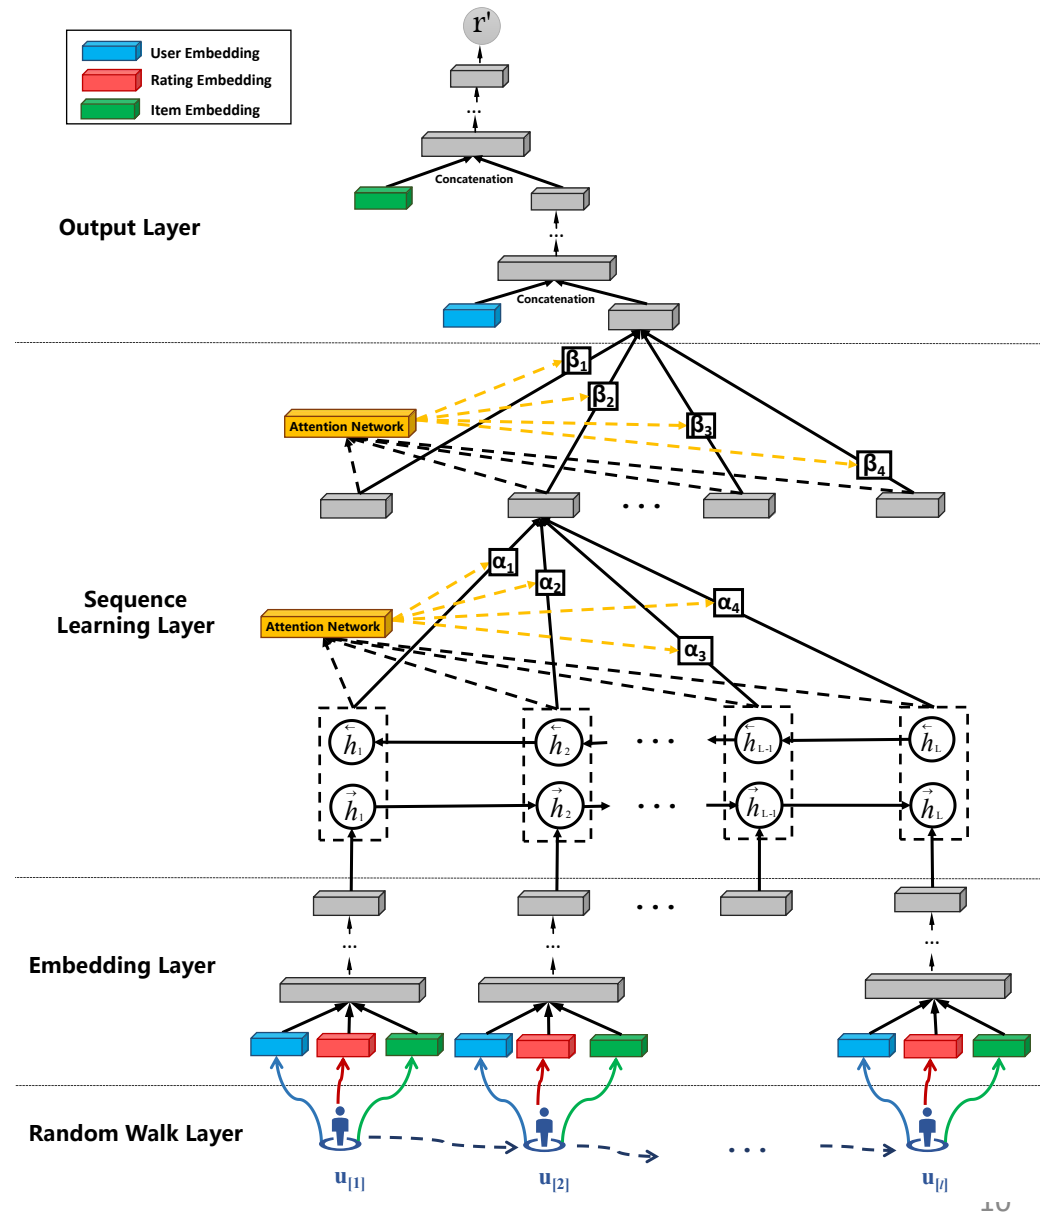 r'
User Embedding
Rating Embedding
Item Embedding
...
Concatenation
Output Layer
...
Concatenation
β1
β2
Attention Network
β3
β4
...
α1
α2
Sequence
Learning Layer
α4
Attention Network
α3
←h1 ←h2 ... ←hL-1 ←hL
→h1 →h2 ... →hL-1 →hL
...
... ... ...
Embedding Layer
Random Walk Layer
...
u[1] u[2] u[l]